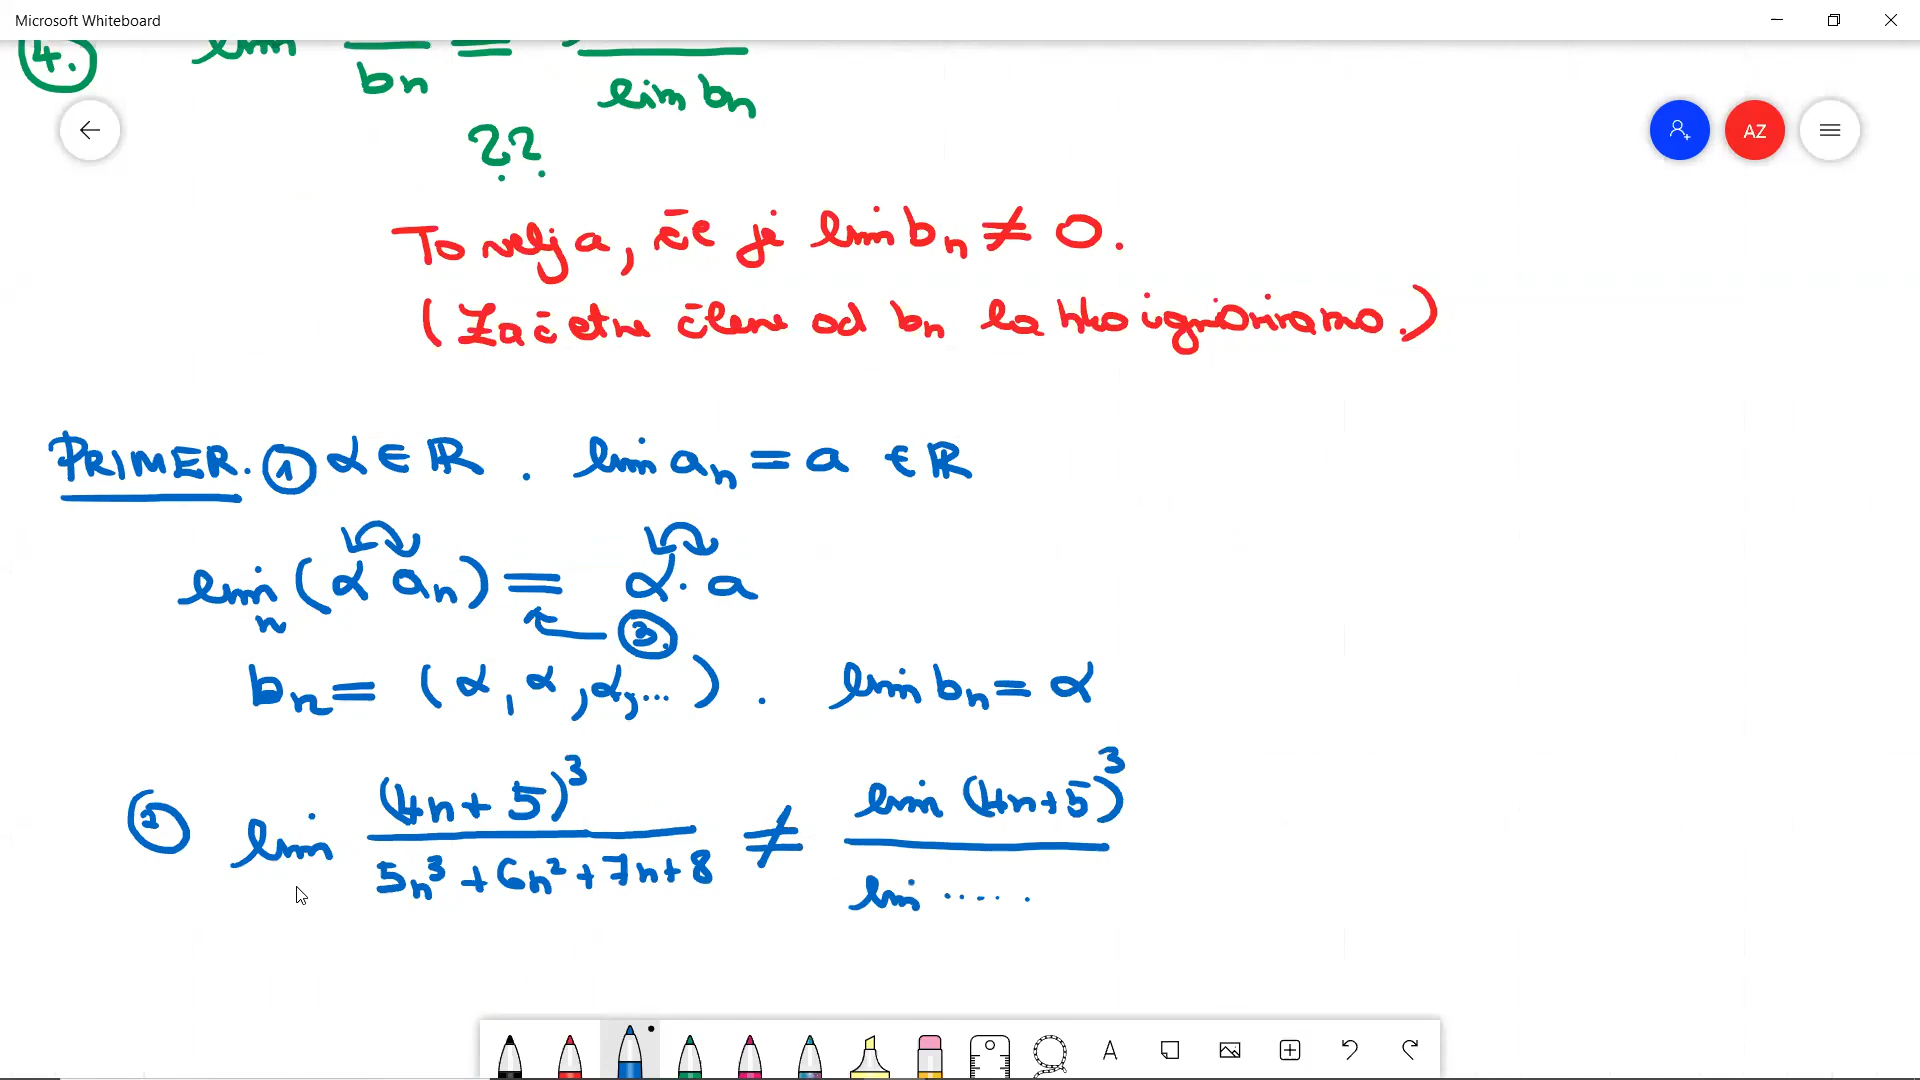 Microsoft Whiteboard
4. lim / bn = / lim bn
??
AZ
To velja, če je lim bn ≠ 0.
(Začetne člene od bn lahko ignoriramo.)
PRIMER. ① α ∈ ℝ . lim an = a ∈ ℝ
lim n (α an) = α · a
③
bn = (α, α, α, ...) . lim bn = α
② lim (4n + 5)³ / 5n³ + 6n² + 7n + 8 ≠ lim (4n+5)³ / lim .....